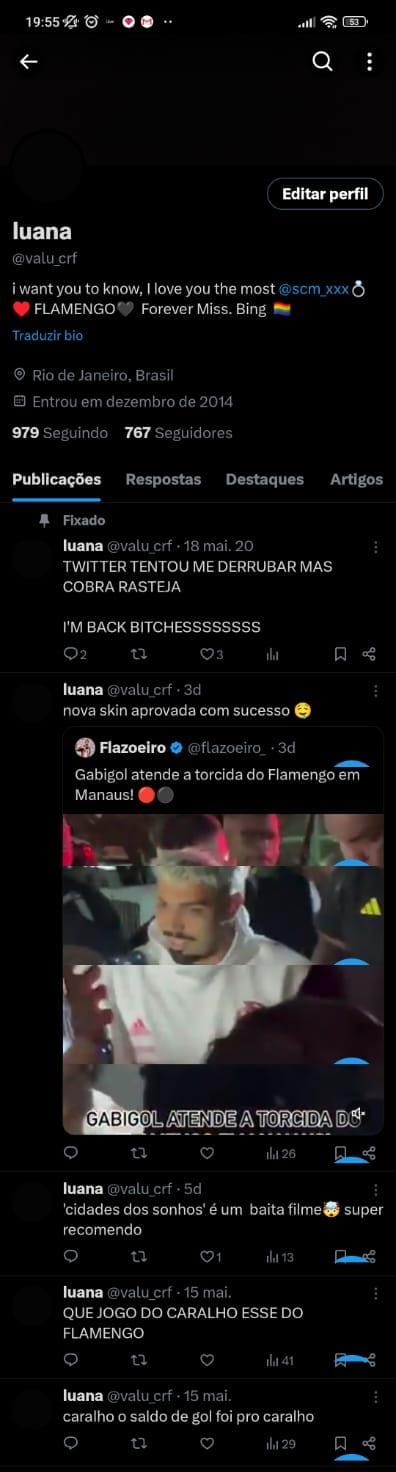 19:55
53
Editar perfil
luana
@valu_crf
i want you to know, I love you the most @scm_xxx💍
❤️ FLAMENGO🖤 Forever Miss. Bing 🏳️‍🌈
Traduzir bio
Rio de Janeiro, Brasil
Entrou em dezembro de 2014
979 Seguindo 767 Seguidores
Publicações Respostas Destaques Artigos
Fixado
luana @valu_crf · 18 mai. 20
TWITTER TENTOU ME DERRUBAR MAS
COBRA RASTEJA
I'M BACK BITCHESSSSSSSS
2 3
luana @valu_crf · 3d
nova skin aprovada com sucesso 🤤
Flazoeiro @flazoeiro_ · 3d
Gabigol atende a torcida do Flamengo em
Manaus! 🔴⚫
GABIGOL ATENDE A TORCIDA DO
26
luana @valu_crf · 5d
'cidades dos sonhos' é um baita filme🤯 super
recomendo
1 13
luana @valu_crf · 15 mai.
QUE JOGO DO CARALHO ESSE DO
FLAMENGO
41
luana @valu_crf · 15 mai.
caralho o saldo de gol foi pro caralho
29